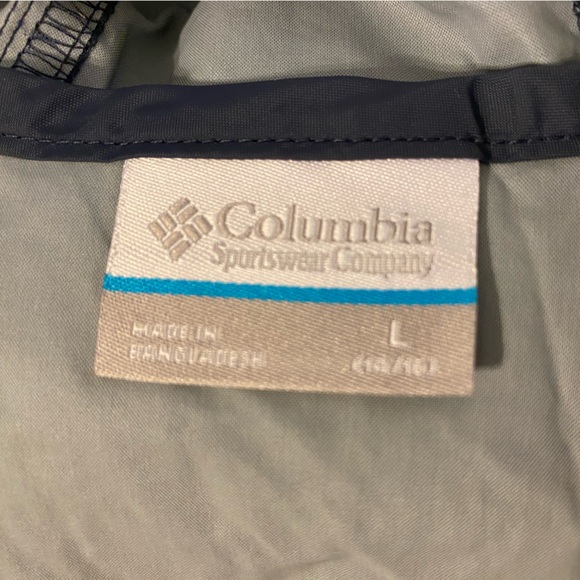 Columbia
Sportswear Company
MADE IN
BANGLADESH
L
(14/16)